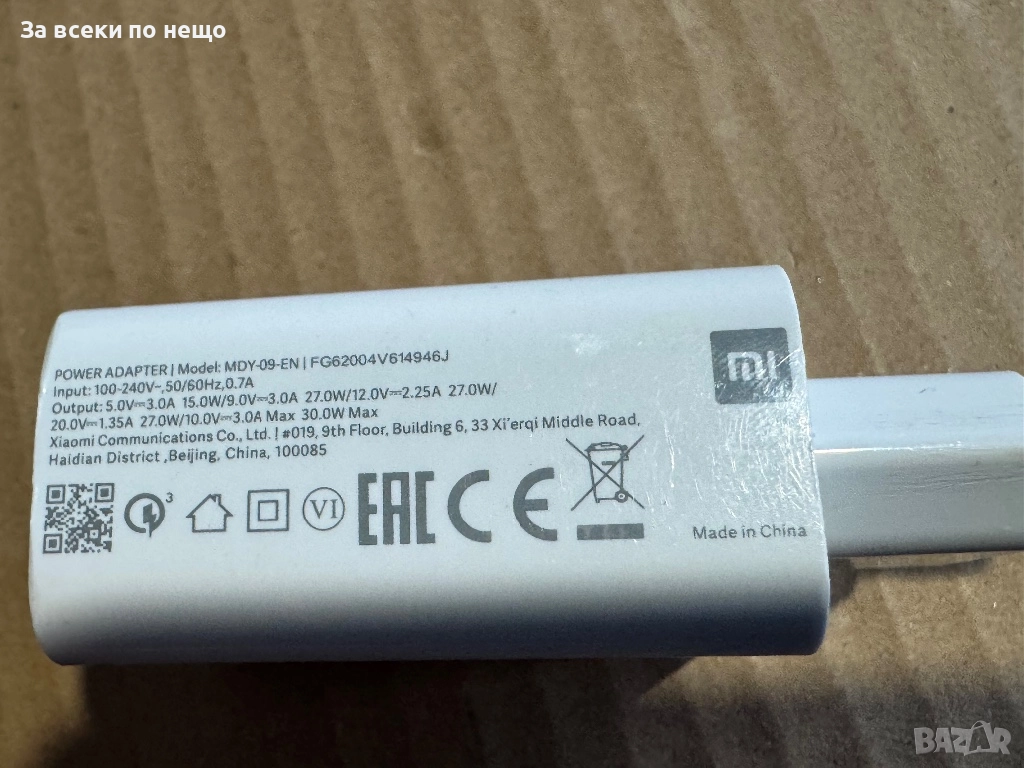 За всеки по нещо
POWER ADAPTER | Model: MDY-09-EN | FG62004V614946J
Input: 100-240V~,50/60Hz,0.7A
Output: 5.0V⎓3.0A 15.0W/9.0V⎓3.0A 27.0W/12.0V⎓2.25A 27.0W/
20.0V⎓1.35A 27.0W/10.0V⎓3.0A Max 30.0W Max
Xiaomi Communications Co., Ltd. | #019, 9th Floor, Building 6, 33 Xi'erqi Middle Road,
Haidian District ,Beijing, China, 100085
mi
3
VI
EAC
CE
Made in China
BAZAR